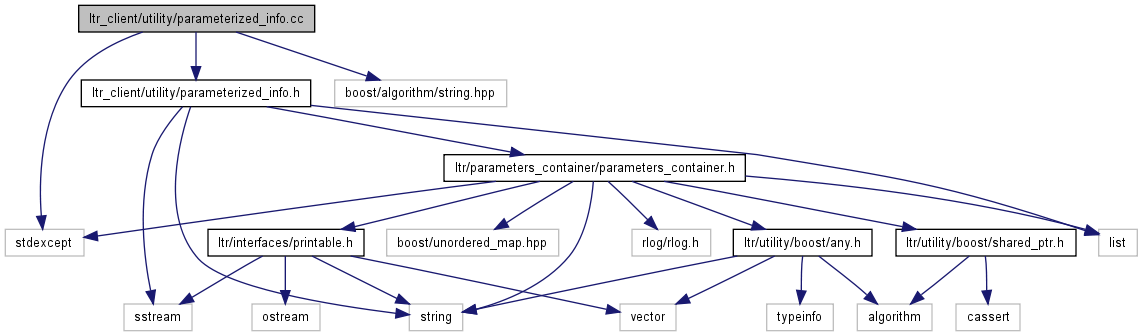 ltr_client/utility/parameterized_info.cc
ltr_client/utility/parameterized_info.h
boost/algorithm/string.hpp
ltr/parameters_container/parameters_container.h
stdexcept
ltr/interfaces/printable.h
boost/unordered_map.hpp
rlog/rlog.h
ltr/utility/boost/any.h
ltr/utility/boost/shared_ptr.h
list
sstream
ostream
string
vector
typeinfo
algorithm
cassert